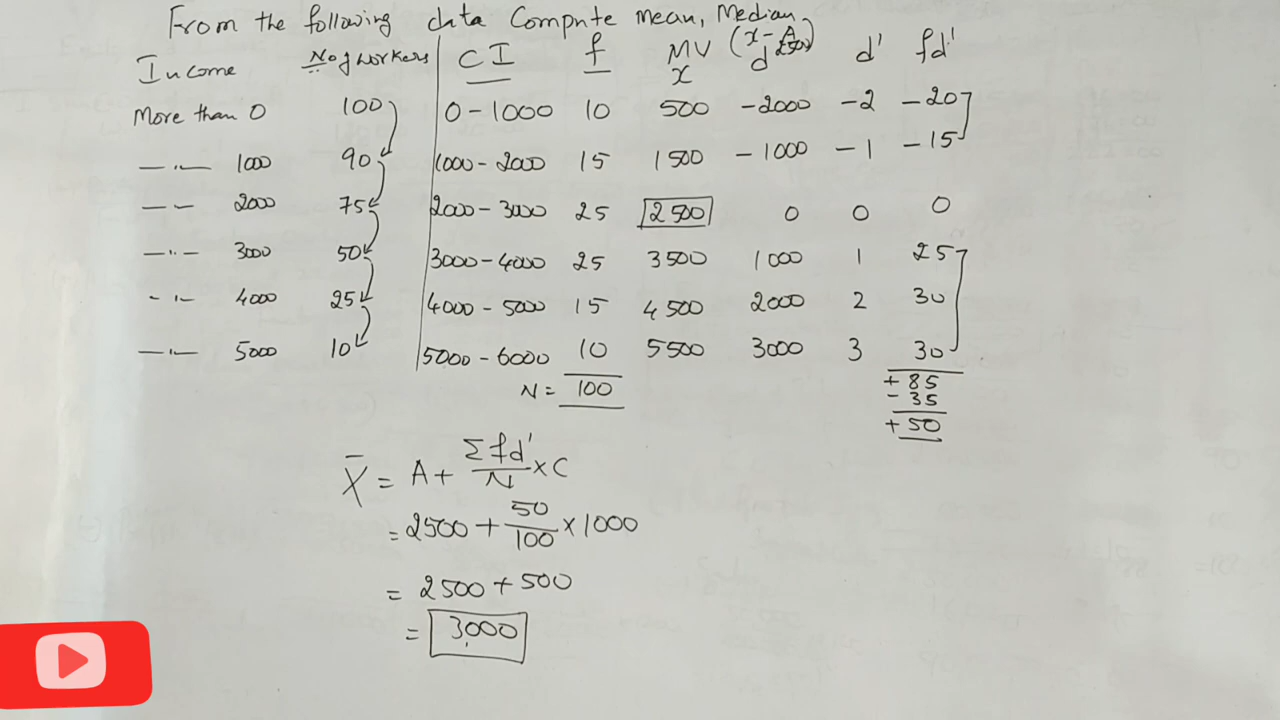 From the following data Compute mean, Median,
Income No of workers CI f MV x (x-A 2500) d d' fd'
More than 0 100 0-1000 10 500 -2000 -2 -20
—"— 1000 90 1000-2000 15 1500 -1000 -1 -15
—"— 2000 75 2000-3000 25 2500 0 0 0
—"— 3000 50 3000-4000 25 3500 1000 1 25
—"— 4000 25 4000-5000 15 4500 2000 2 30
—"— 5000 10 5000-6000 10 5500 3000 3 30
N = 100 +85
-35
+50
X̄ = A + Σfd'/N × C
= 2500 + 50/100 × 1000
= 2500 + 500
= 3,000